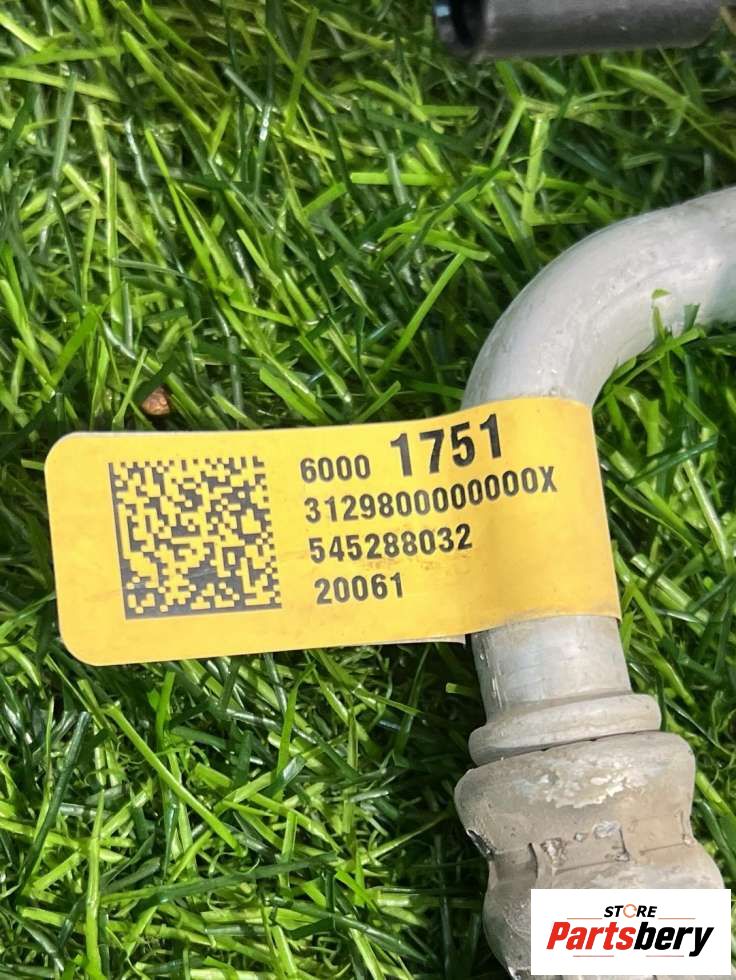 6000 1751
3129800000000X
545288032
20061
STORE
Partsbery